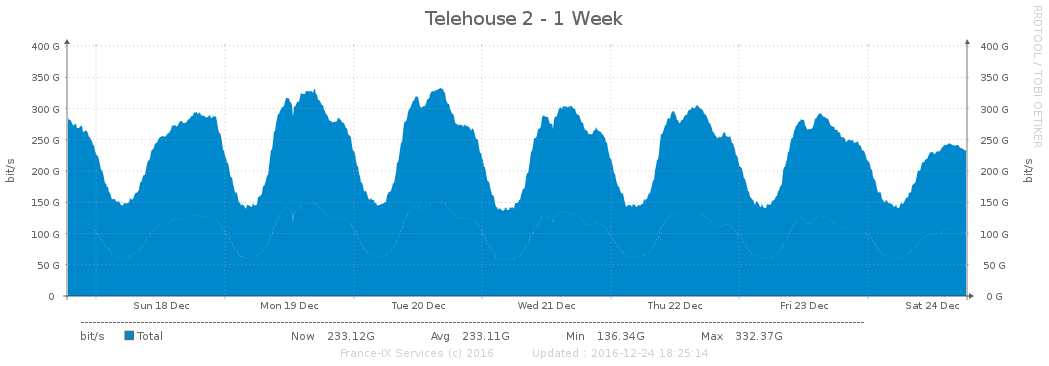 Telehouse 2 - 1 Week
RRDTOOL / TOBI OETIKER
400 G 400 G
350 G 350 G
300 G 300 G
250 G 250 G
200 G 200 G
150 G 150 G
100 G 100 G
50 G 50 G
0 0 G
bit/s
bit/s
Sun 18 Dec Mon 19 Dec Tue 20 Dec Wed 21 Dec Thu 22 Dec Fri 23 Dec Sat 24 Dec
bit/s Total Now 233.12G Avg 233.11G Min 136.34G Max 332.37G
France-IX Services (c) 2016 Updated : 2016-12-24 18:25:14